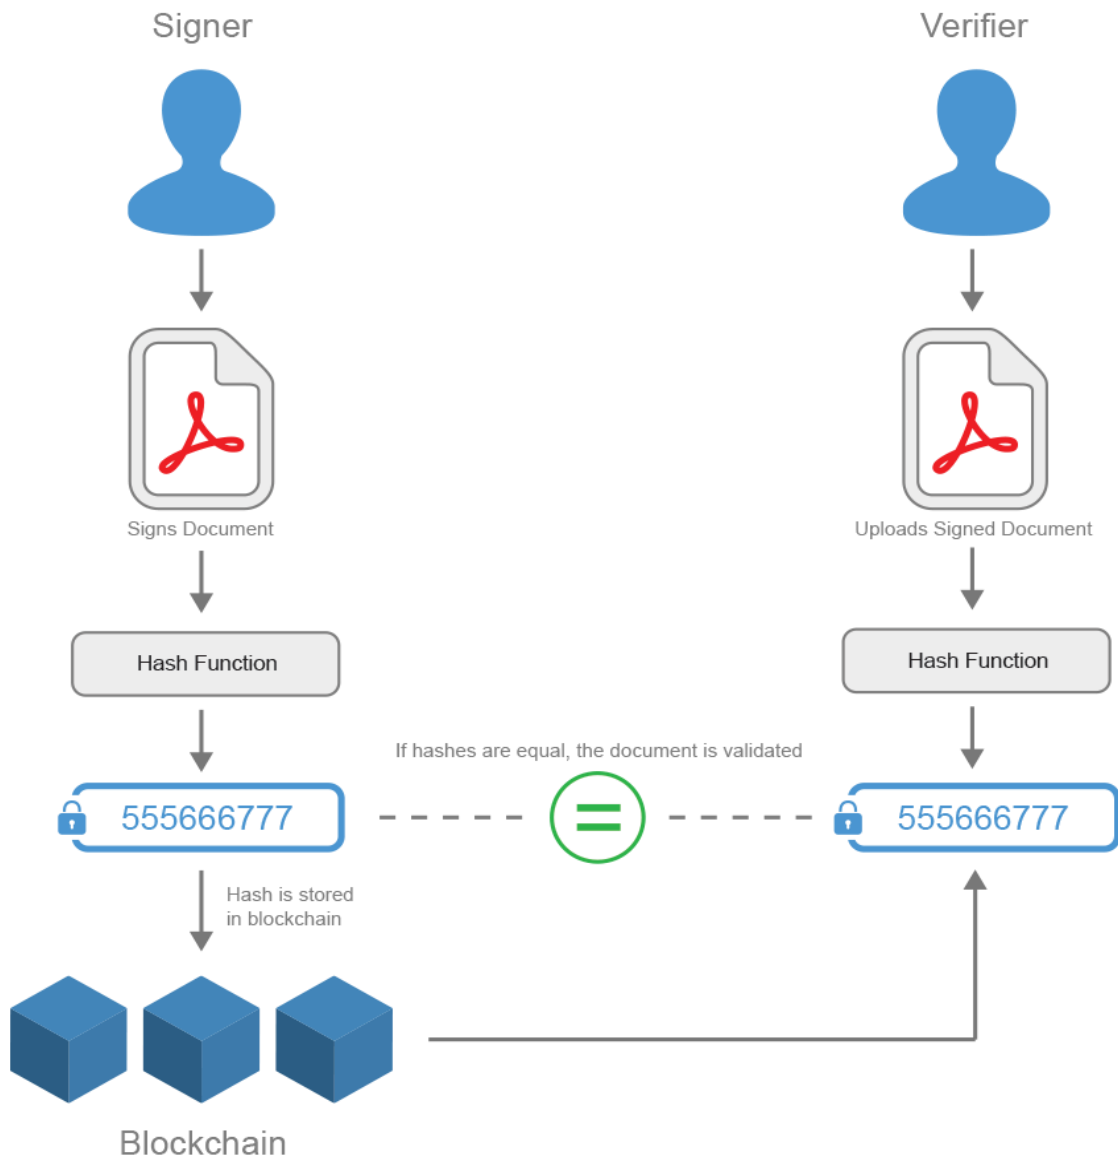 Signer
Verifier
Signs Document
Uploads Signed Document
Hash Function
Hash Function
If hashes are equal, the document is validated
555666777
555666777
Hash is stored
in blockchain
Blockchain